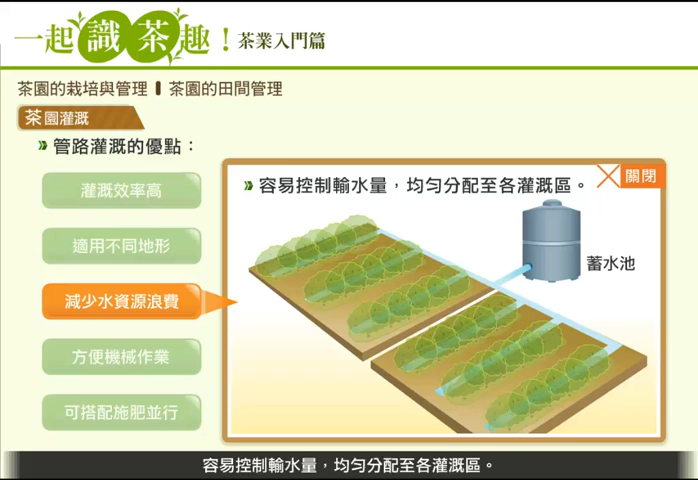 一起識茶趣！茶業入門篇
茶園的栽培與管理 ▌ 茶園的田間管理
茶園灌溉
管路灌溉的優點：
灌溉效率高
適用不同地形
減少水資源浪費
方便機械作業
可搭配施肥並行
容易控制輸水量，均勻分配至各灌溉區。
關閉
蓄水池
容易控制輸水量，均勻分配至各灌溉區。